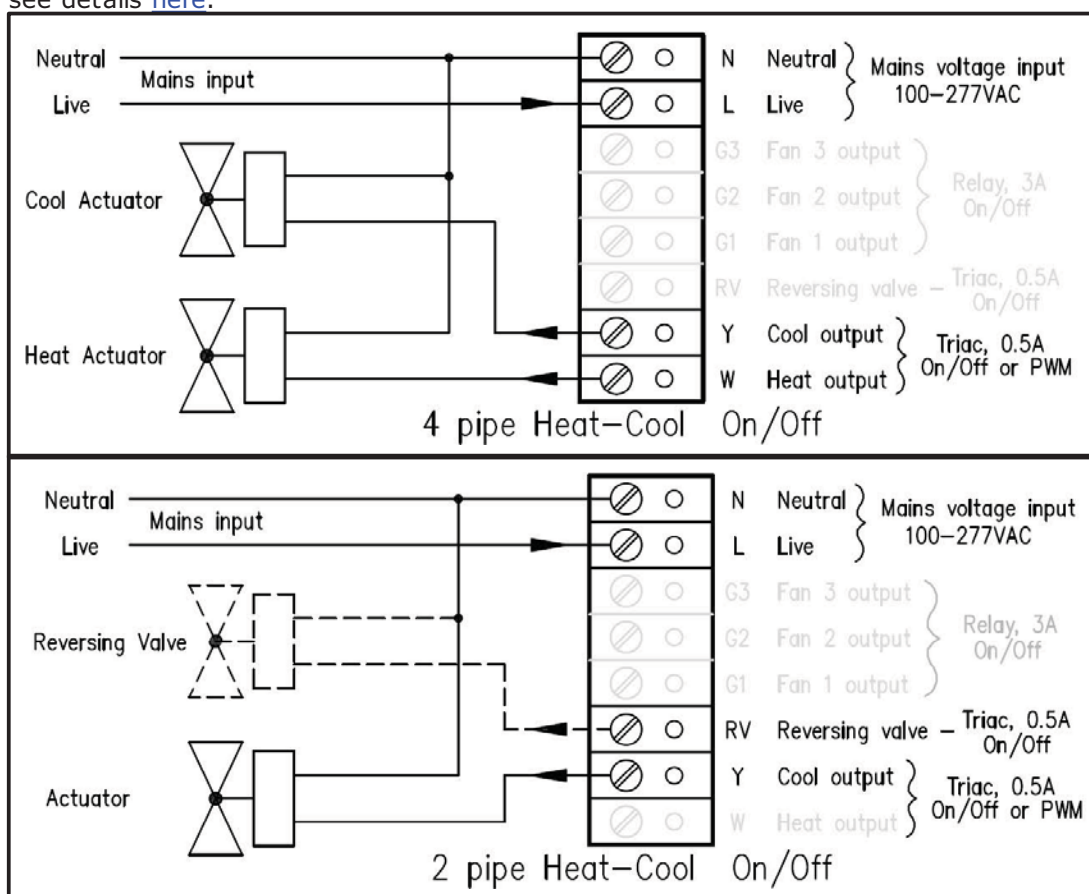 see details here.
Neutral
Mains input
Live
Cool Actuator
Heat Actuator
N Neutral
L Live
Mains voltage input
100-277VAC
G3 Fan 3 output
G2 Fan 2 output
G1 Fan 1 output
Relay, 3A
On/Off
RV Reversing valve – Triac, 0.5A
On/Off
Y Cool output
W Heat output
Triac, 0.5A
On/Off or PWM
4 pipe Heat-Cool On/Off
Neutral
Mains input
Live
Reversing Valve
Actuator
N Neutral
L Live
Mains voltage input
100-277VAC
G3 Fan 3 output
G2 Fan 2 output
G1 Fan 1 output
Relay, 3A
On/Off
RV Reversing valve – Triac, 0.5A
On/Off
Y Cool output
W Heat output
Triac, 0.5A
On/Off or PWM
2 pipe Heat-Cool On/Off